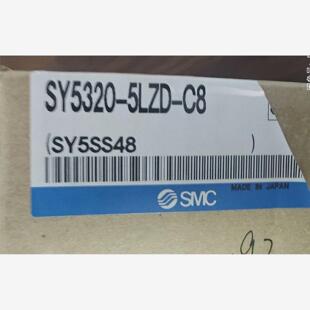 SY5320-5LZD-C8
(SY5SS48 )
MADE IN JAPAN
SMC